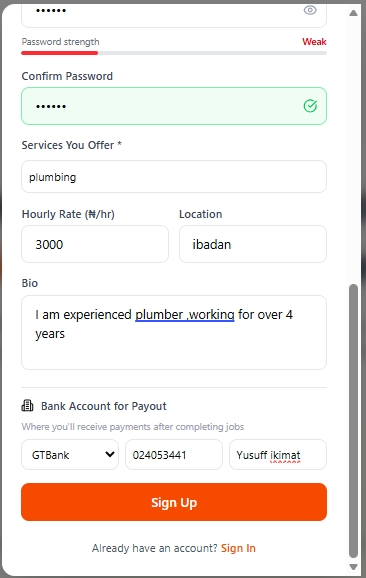 ••••••
Password strength Weak
Confirm Password
••••••
Services You Offer *
plumbing
Hourly Rate (₦/hr) Location
3000 ibadan
Bio
I am experienced plumber ,working for over 4
years
Bank Account for Payout
Where you'll receive payments after completing jobs
GTBank 024053441 Yusuff ikimat
Sign Up
Already have an account? Sign In